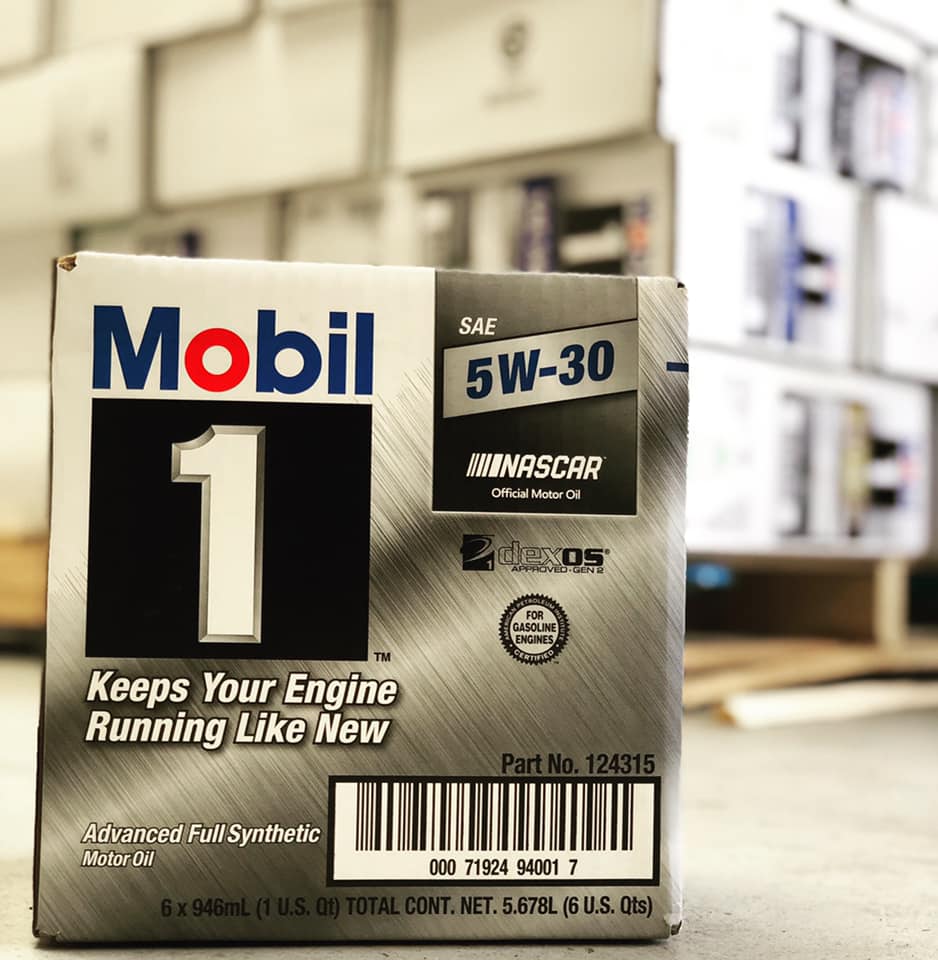 Mobil
1
TM
Keeps Your Engine
Running Like New
Advanced Full Synthetic
Motor Oil
SAE
5W-30
NASCAR
Official Motor Oil
dexos®
APPROVED·GEN 2
FOR
GASOLINE
ENGINES
CERTIFIED
Part No. 124315
000 71924 94001 7
6 x 946mL (1 U.S. Qt) TOTAL CONT. NET. 5.678L (6 U.S. Qts)